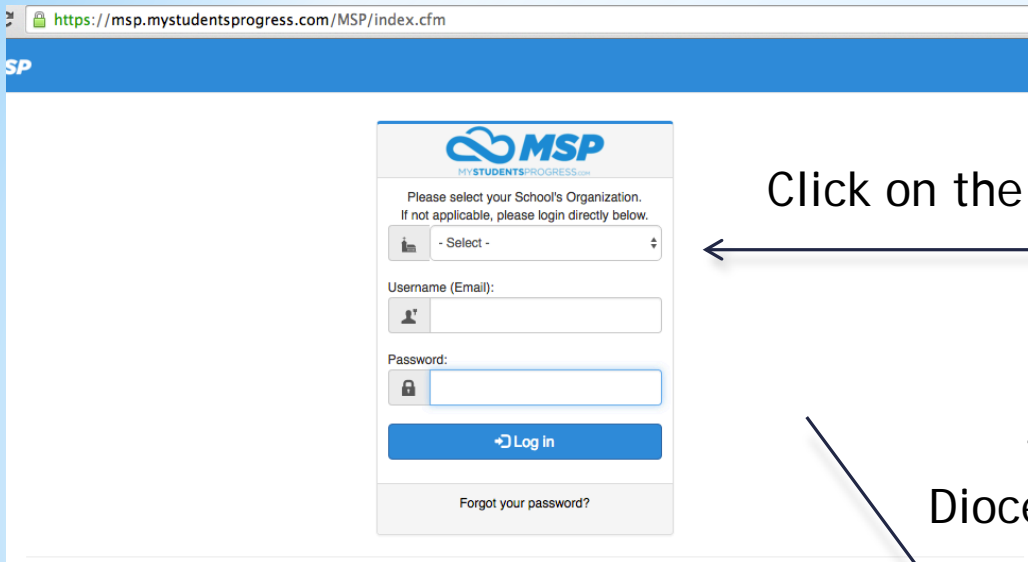 https://msp.mystudentsprogress.com/MSP/index.cfm
SP
MSP
MYSTUDENTSPROGRESS.COM
Please select your School's Organization.
If not applicable, please login directly below.
- Select -
Click on the
Username (Email):
Password:
Log in
Dioce
Forgot your password?